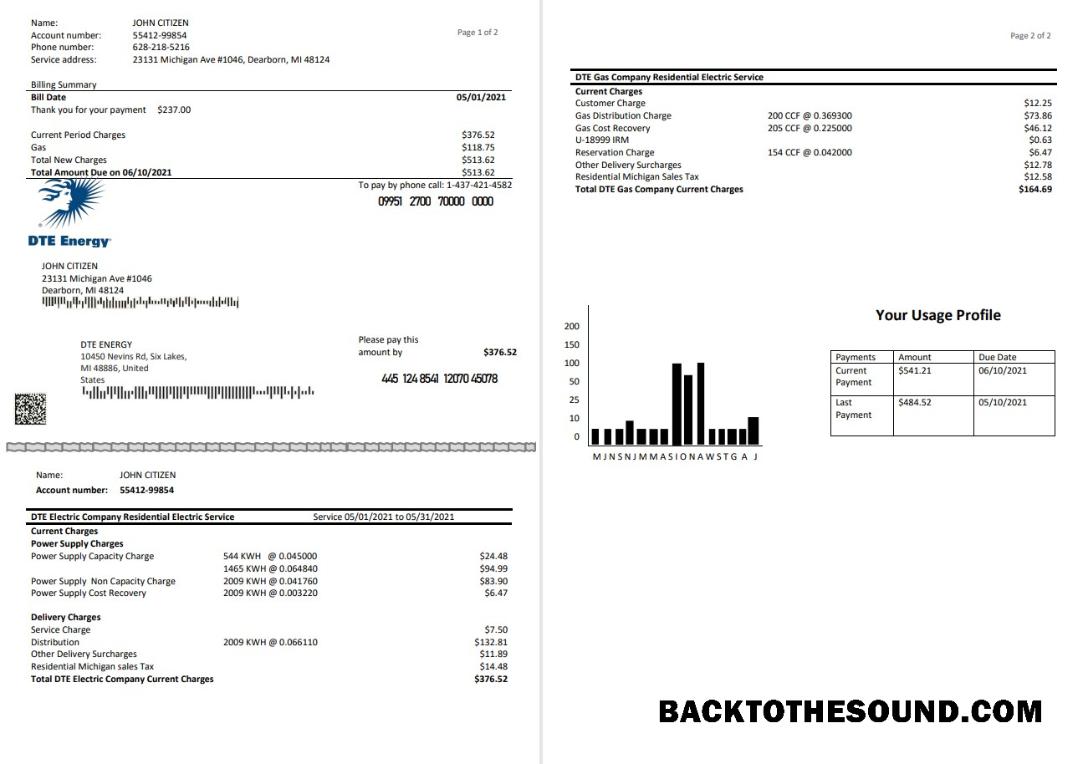 Name: JOHN CITIZEN
Account number: 55412-99854
Phone number: 628-218-5216
Service address: 23131 Michigan Ave #1046, Dearborn, MI 48124
Page 1 of 2
Billing Summary
Bill Date 05/01/2021
Thank you for your payment $237.00
Current Period Charges $376.52
Gas $118.75
Total New Charges $513.62
Total Amount Due on 06/10/2021 $513.62
To pay by phone call: 1-437-421-4582
09951 2700 70000 0000
DTE Energy
JOHN CITIZEN
23131 Michigan Ave #1046
Dearborn, MI 48124
DTE ENERGY
10450 Nevins Rd, Six Lakes,
MI 48886, United
States
Please pay this
amount by $376.52
445 124 8541 12070 45078
Name: JOHN CITIZEN
Account number: 55412-99854
DTE Electric Company Residential Electric Service Service 05/01/2021 to 05/31/2021
Current Charges
Power Supply Charges
Power Supply Capacity Charge 544 KWH @ 0.045000 $24.48
1465 KWH @ 0.064840 $94.99
Power Supply Non Capacity Charge 2009 KWH @ 0.041760 $83.90
Power Supply Cost Recovery 2009 KWH @ 0.003220 $6.47
Delivery Charges
Service Charge $7.50
Distribution 2009 KWH @ 0.066110 $132.81
Other Delivery Surcharges $11.89
Residential Michigan sales Tax $14.48
Total DTE Electric Company Current Charges $376.52
Page 2 of 2
DTE Gas Company Residential Electric Service
Current Charges
Customer Charge $12.25
Gas Distribution Charge 200 CCF @ 0.369300 $73.86
Gas Cost Recovery 205 CCF @ 0.225000 $46.12
U-18999 IRM $0.63
Reservation Charge 154 CCF @ 0.042000 $6.47
Other Delivery Surcharges $12.78
Residential Michigan Sales Tax $12.58
Total DTE Gas Company Current Charges $164.69
200
150
100
50
25
10
0
M J N S N J M M A S I O N A W S T G A J
Your Usage Profile
Payments Amount Due Date
Current Payment $541.21 06/10/2021
Last Payment $484.52 05/10/2021
BACKTOTHESOUND.COM